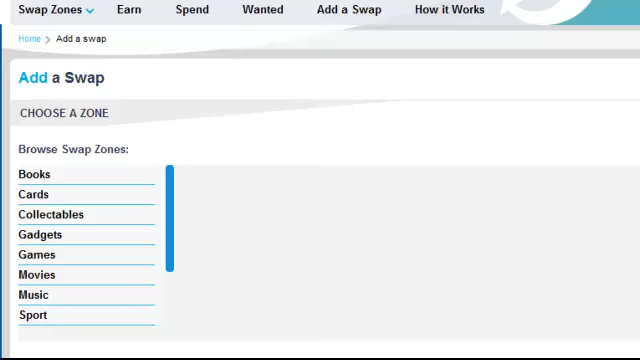 Swap Zones Earn Spend Wanted Add a Swap How it Works
Home Add a swap
Add a Swap
CHOOSE A ZONE
Browse Swap Zones:
Books
Cards
Collectables
Gadgets
Games
Movies
Music
Sport